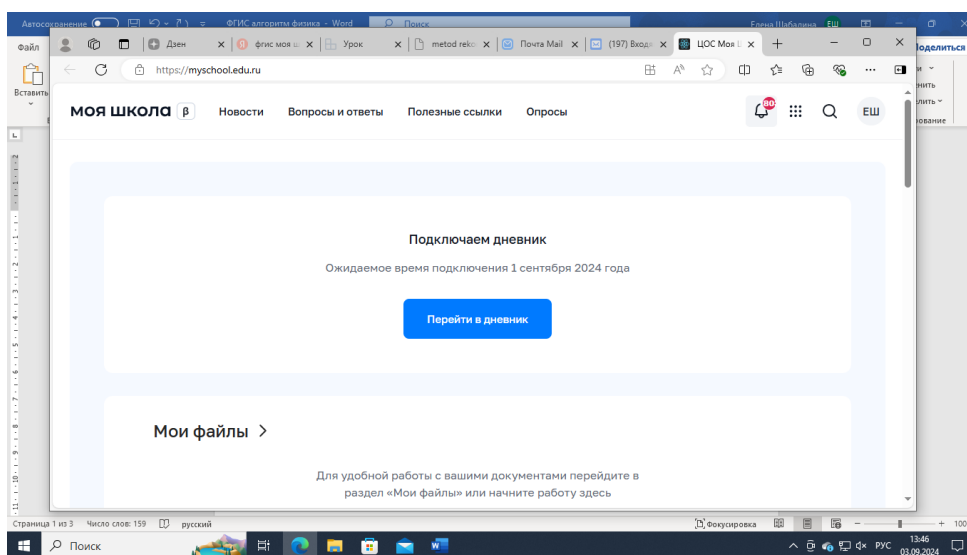 Автосохранение ФГИС алгоритм физика - Word Поиск Елена Шабалина ЕШ
Файл
Дзен фгис моя ш Урок metod reko Почта Mail (197) Входя ЦОС Моя Ш
Поделиться
https://myschool.edu.ru
Вставить
МОЯ ШКОЛА β Новости Вопросы и ответы Полезные ссылки Опросы 80 ЕШ
Подключаем дневник
Ожидаемое время подключения 1 сентября 2024 года
Перейти в дневник
Мои файлы >
Для удобной работы с вашими документами перейдите в
раздел «Мои файлы» или начните работу здесь
Страница 1 из 3 Число слов: 159 русский Фокусировка 100
Поиск РУС 13:46
03.09.2024